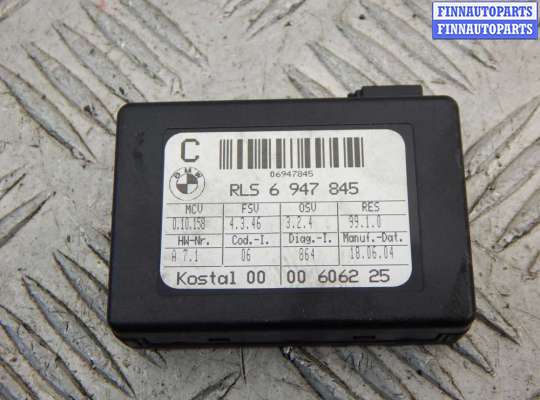 FINNAUTOPARTS
FINNAUTOPARTS
C
06947845
BMW
RLS 6 947 845
MCV FSV OSV RES
0.10.158 4.3.46 3.2.4 99.1.0
HW-Nr. Cod.-I. Diag.-I. Manuf.-Dat.
A 7.1 06 864 18.06.04
Kostal 00 00 6062 25